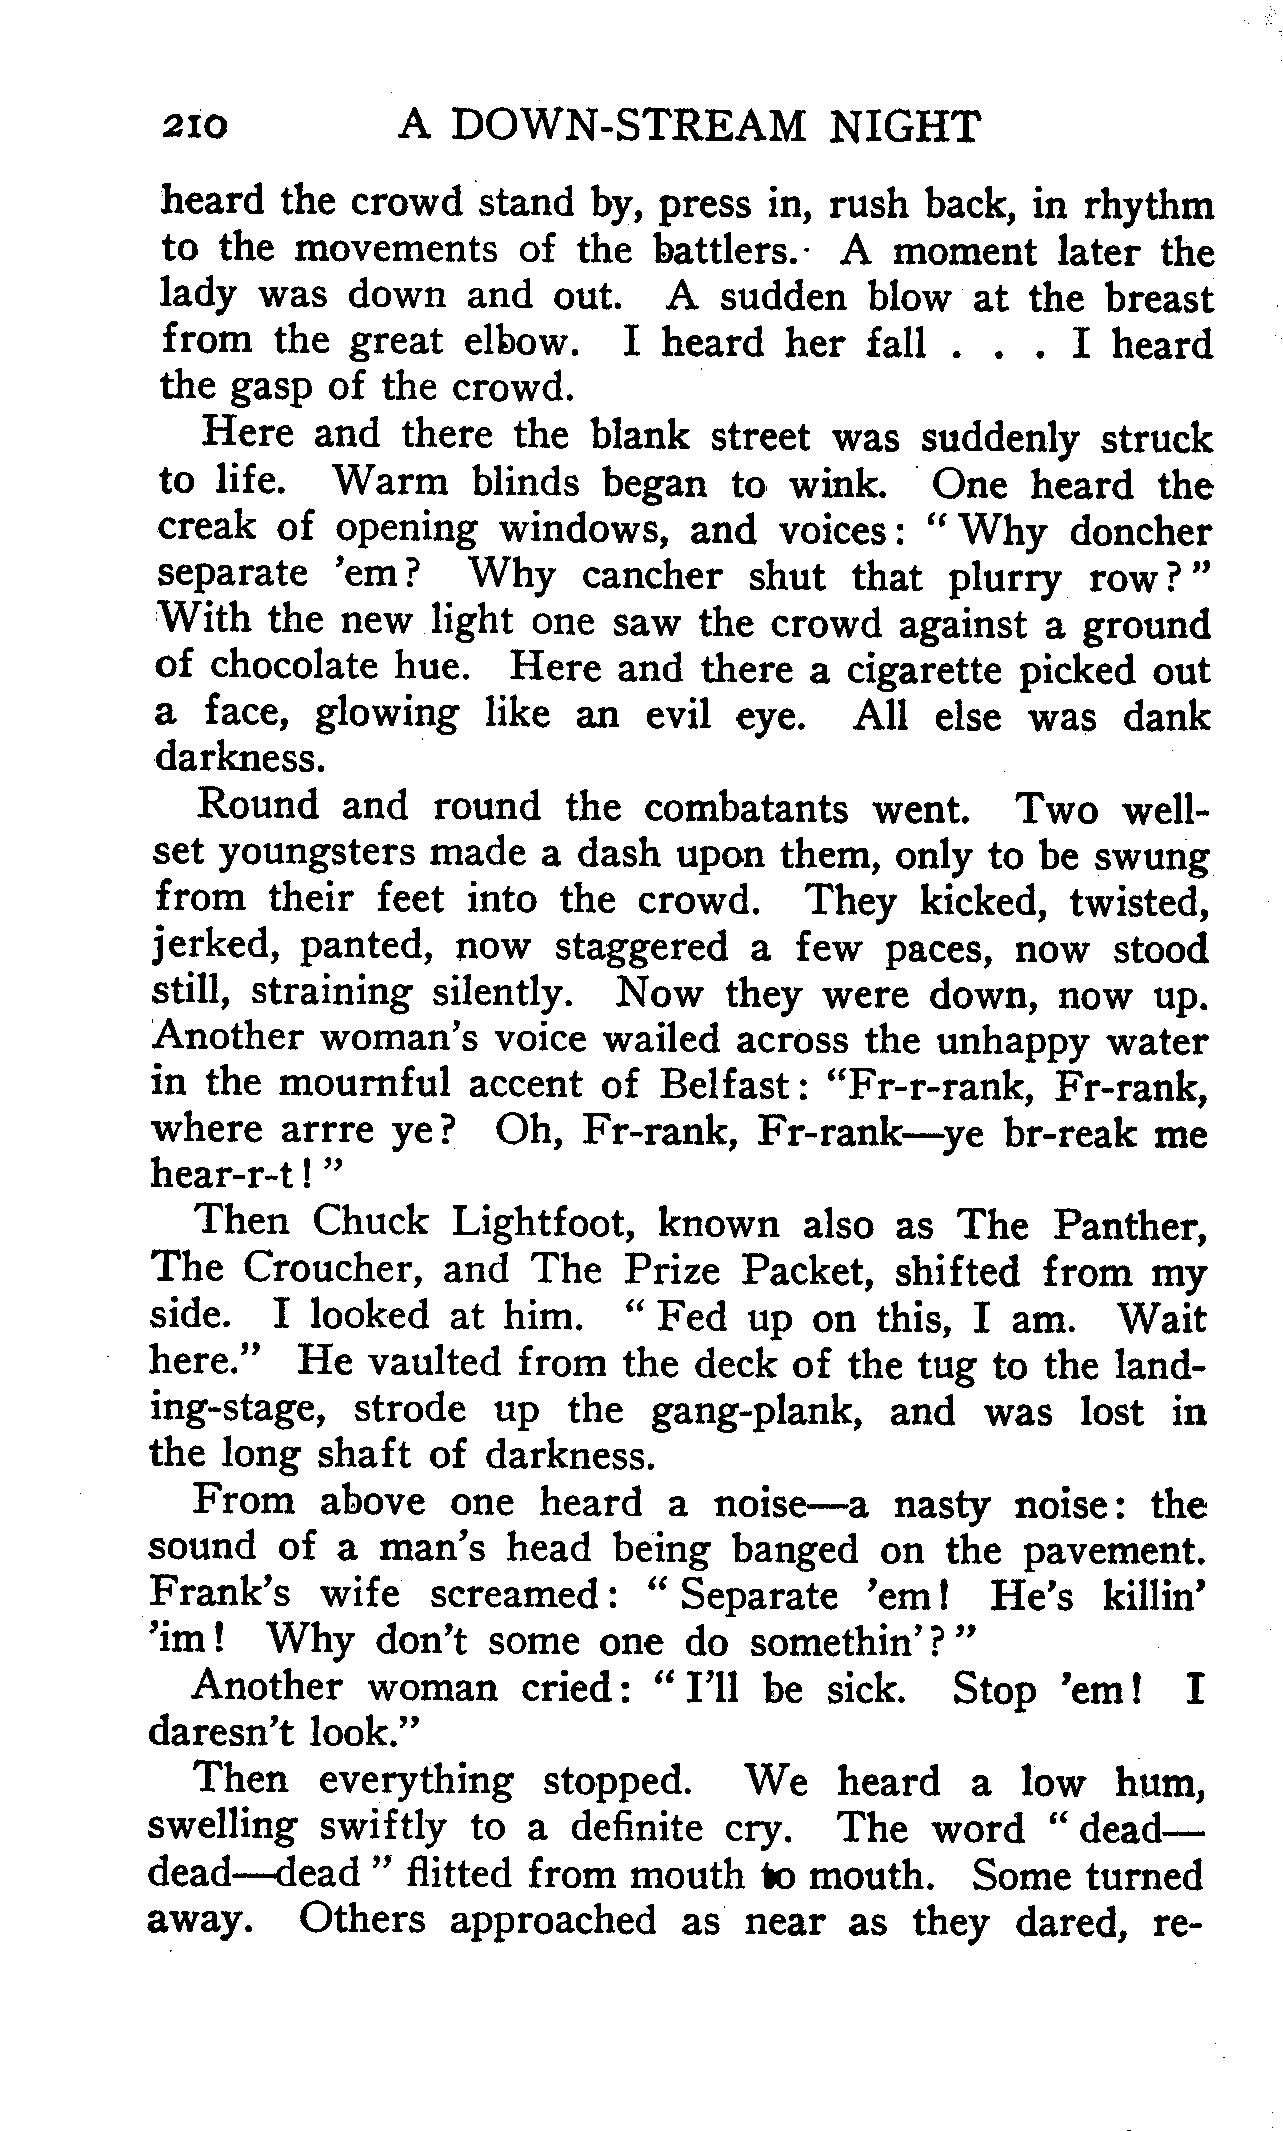 210 A DOWN-STREAM NIGHT
heard the crowd stand by, press in, rush back, in rhythm
to the movements of the battlers. A moment later the
lady was down and out. A sudden blow at the breast
from the great elbow. I heard her fall . . . I heard
the gasp of the crowd.
Here and there the blank street was suddenly struck
to life. Warm blinds began to wink. One heard the
creak of opening windows, and voices: “Why doncher
separate ’em? Why cancher shut that plurry row?”
With the new light one saw the crowd against a ground
of chocolate hue. Here and there a cigarette picked out
a face, glowing like an evil eye. All else was dank
darkness.
Round and round the combatants went. Two well-
set youngsters made a dash upon them, only to be swung
from their feet into the crowd. They kicked, twisted,
jerked, panted, now staggered a few paces, now stood
still, straining silently. Now they were down, now up.
Another woman’s voice wailed across the unhappy water
in the mournful accent of Belfast: “Fr-r-rank, Fr-rank,
where arrre ye? Oh, Fr-rank, Fr-rank—ye br-reak me
hear-r-t!”
Then Chuck Lightfoot, known also as The Panther,
The Croucher, and The Prize Packet, shifted from my
side. I looked at him. “Fed up on this, I am. Wait
here.” He vaulted from the deck of the tug to the land-
ing-stage, strode up the gang-plank, and was lost in
the long shaft of darkness.
From above one heard a noise—a nasty noise: the
sound of a man’s head being banged on the pavement.
Frank’s wife screamed: “Separate ’em! He’s killin’
’im! Why don’t some one do somethin’?”
Another woman cried: “I’ll be sick. Stop ’em! I
daresn’t look.”
Then everything stopped. We heard a low hum,
swelling swiftly to a definite cry. The word “dead—
dead—dead” flitted from mouth to mouth. Some turned
away. Others approached as near as they dared, re-